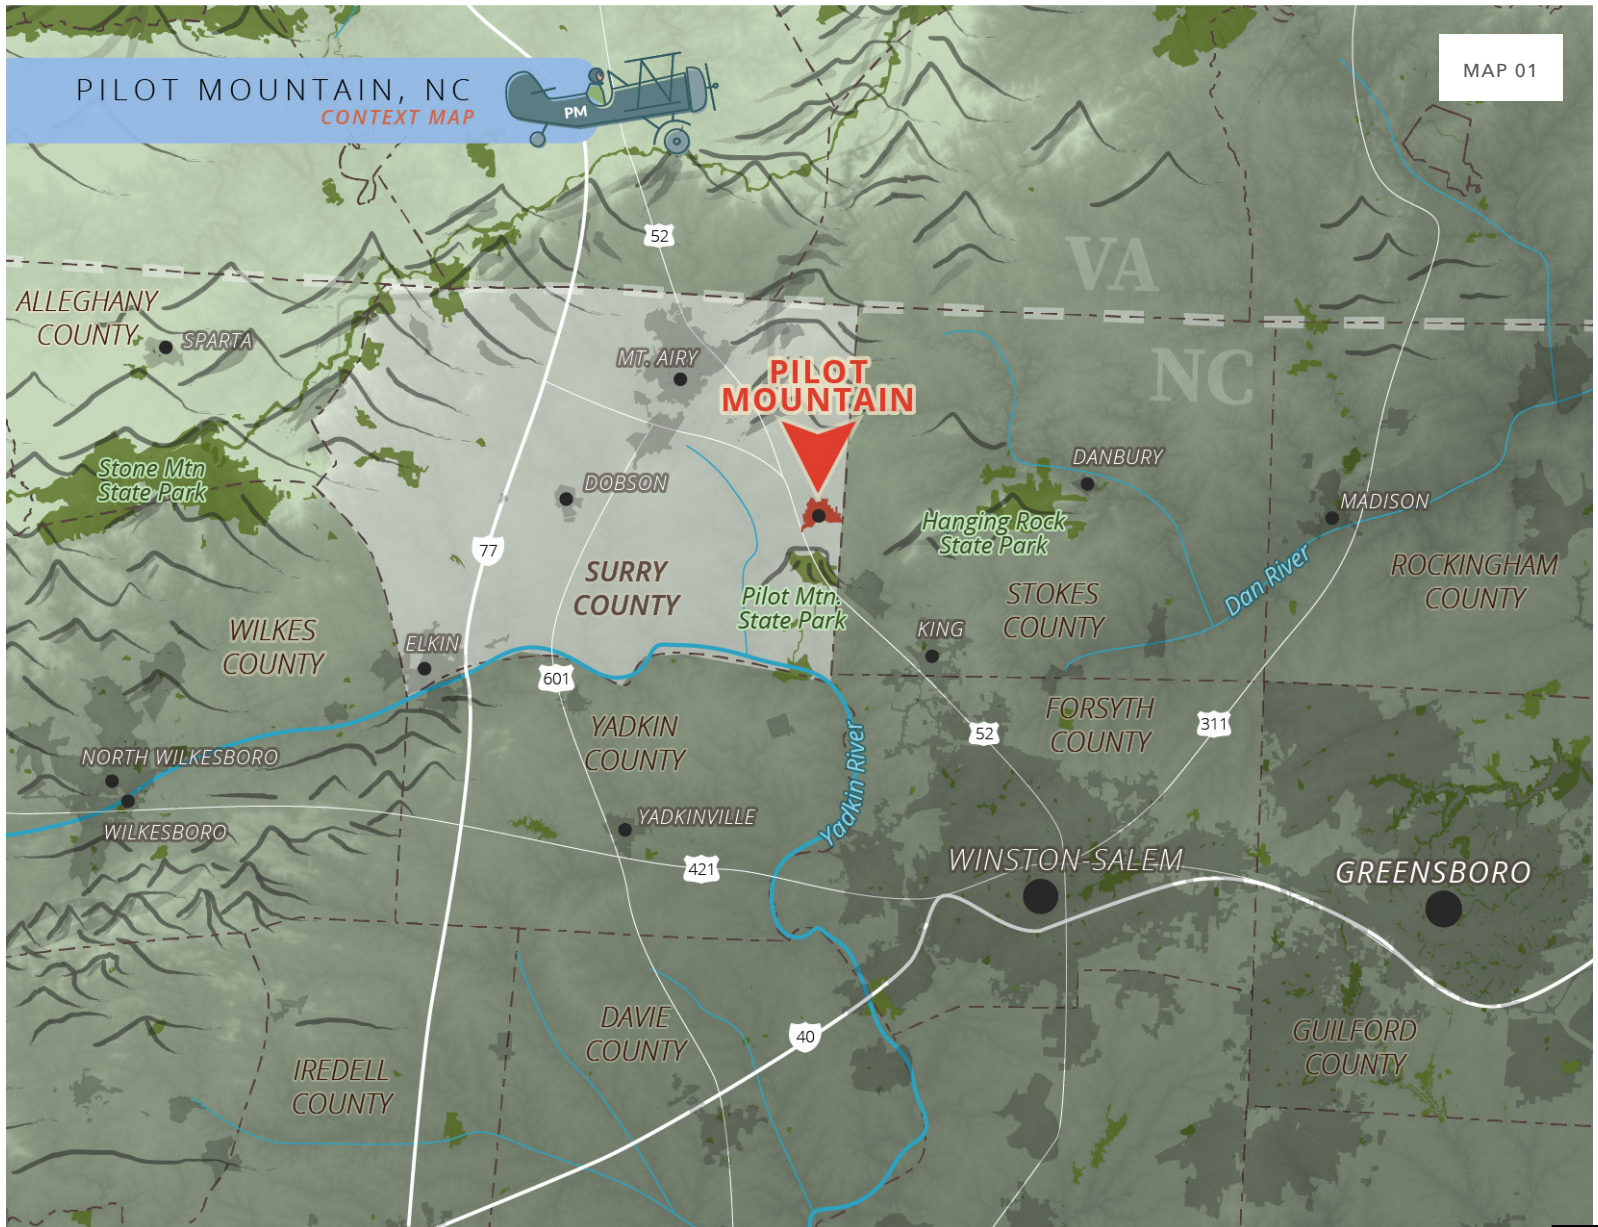 PILOT MOUNTAIN, NC
CONTEXT MAP
PM
MAP 01
52
VA
NC
ALLEGHANY
COUNTY
SPARTA
MT. AIRY
PILOT
MOUNTAIN
Stone Mtn
State Park
DOBSON
DANBURY
MADISON
Hanging Rock
State Park
77
SURRY
COUNTY
Pilot Mtn.
State Park
STOKES
COUNTY
Dan River
ROCKINGHAM
COUNTY
WILKES
COUNTY
ELKIN
KING
601
YADKIN
COUNTY
Yadkin River
52
FORSYTH
COUNTY
311
NORTH WILKESBORO
WILKESBORO
YADKINVILLE
421
WINSTON-SALEM
GREENSBORO
DAVIE
COUNTY
40
GUILFORD
COUNTY
IREDELL
COUNTY